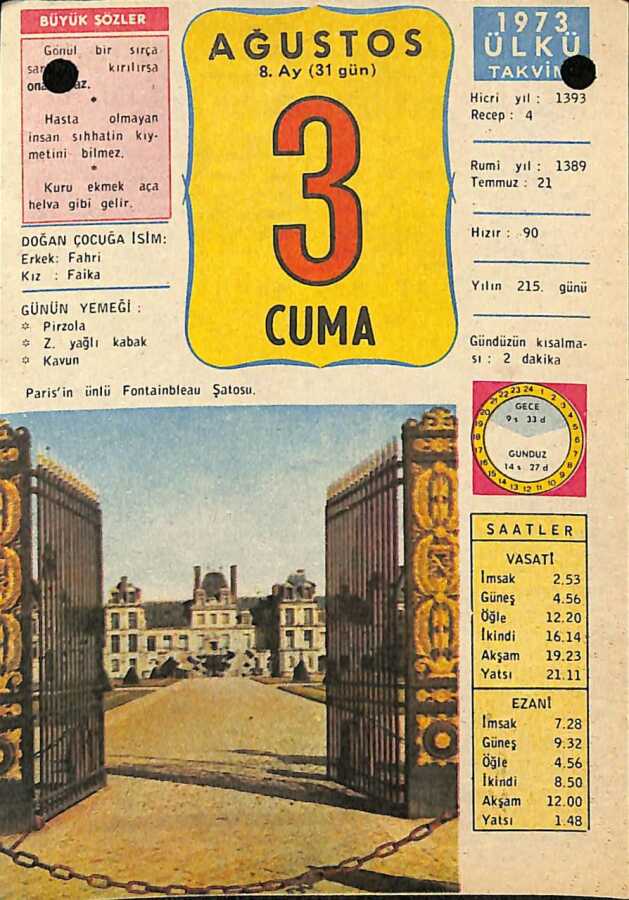 BÜYÜK SÖZLER
Gönül bir sırça
kırılırsa
Hasta olmayan
insan sıhhatin kıy-
metini bilmez.
Kuru ekmek aça
helva gibi gelir.
DOĞAN ÇOCUĞA İSİM:
Erkek: Fahri
Kız : Faika
GÜNÜN YEMEĞİ :
Pirzola
Z. yağlı kabak
Kavun
AĞUSTOS
8. Ay (31 gün)
3
CUMA
1973
ÜLKÜ
Hicri yıl : 1393
Recep : 4
Rumi yıl : 1389
Temmuz : 21
Hızır : 90
Yılın 215. günü
Gündüzün kısalma-
sı : 2 dakika
Paris'in ünlü Fontainbleau Şatosu.
GECE
9 s 33 d
GÜNDÜZ
14 s 27 d
SAATLER
VASATİ
İmsak 2.53
Güneş 4.56
Öğle 12.20
İkindi 16.14
Akşam 19.23
Yatsı 21.11
EZANİ
İmsak 7.28
Güneş 9.32
Öğle 4.56
İkindi 8.50
Akşam 12.00
Yatsı 1.48